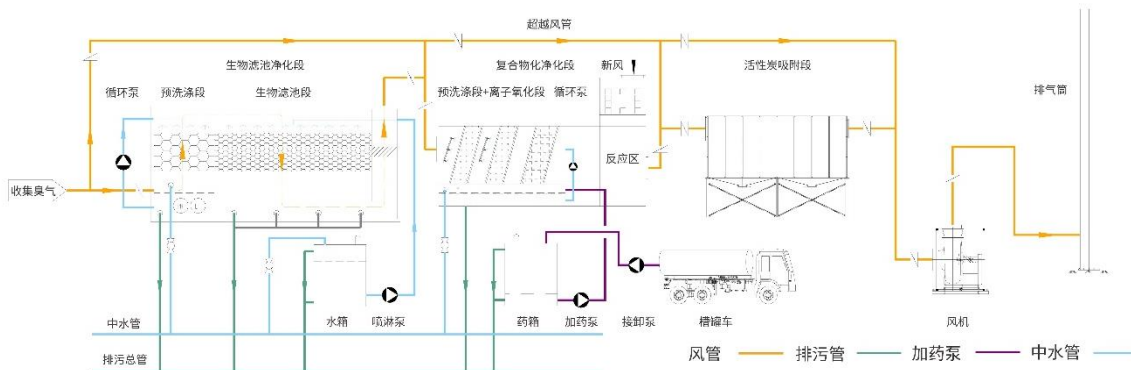 超越风管
生物滤池净化段
复合物化净化段
新风
活性炭吸附段
循环泵
预洗涤段
生物滤池段
预洗涤段+离子氧化段
循环泵
排气筒
反应区
收集臭气
中水管
水箱
喷淋泵
药箱
加药泵
接卸泵
槽罐车
风机
排污总管
风管
排污管
加药泵
中水管